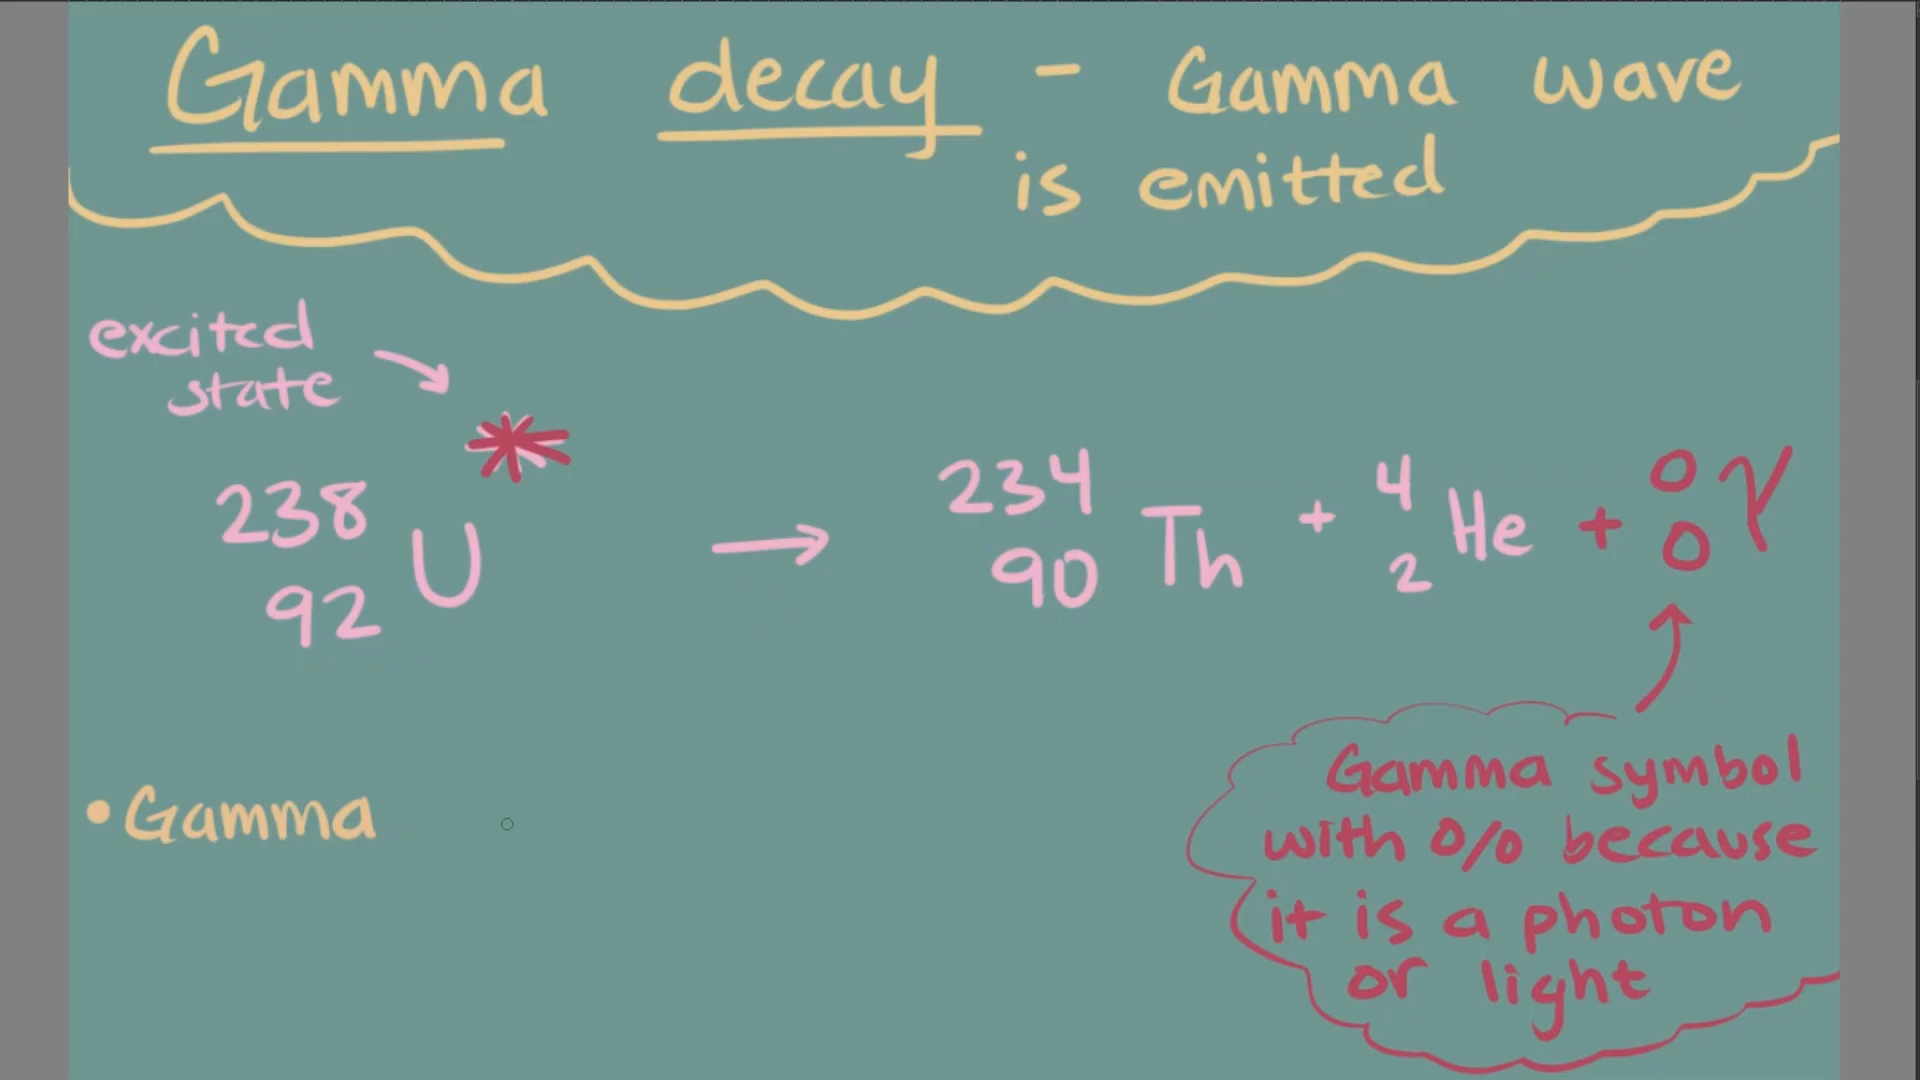 Gamma decay - Gamma wave
is emitted
excited
state
*
238
92 U → 234
90 Th + 4
2 He + 0
0 γ
• Gamma
Gamma symbol
with 0/0 because
it is a photon
or light